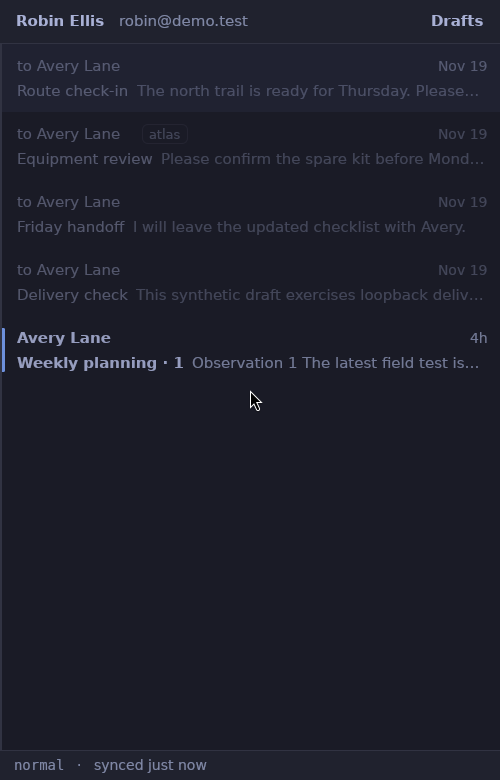 Robin Ellis robin@demo.test Drafts
to Avery Lane Nov 19
Route check-in The north trail is ready for Thursday. Please…
to Avery Lane atlas Nov 19
Equipment review Please confirm the spare kit before Mond…
to Avery Lane Nov 19
Friday handoff I will leave the updated checklist with Avery.
to Avery Lane Nov 19
Delivery check This synthetic draft exercises loopback deliv…
Avery Lane 4h
Weekly planning · 1 Observation 1 The latest field test is…
normal · synced just now